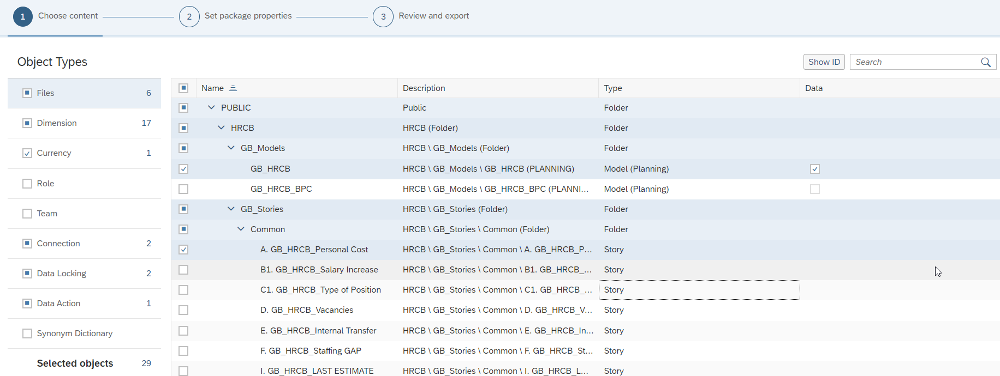 1 Choose content 2 Set package properties 3 Review and export
Object Types
Show ID Search
Files 6
Dimension 17
Currency 1
Role
Team
Connection 2
Data Locking 2
Data Action 1
Synonym Dictionary
Selected objects 29
Name Description Type Data
PUBLIC Public Folder
HRCB HRCB (Folder) Folder
GB_Models HRCB \ GB_Models (Folder) Folder
GB_HRCB HRCB \ GB_Models \ GB_HRCB (PLANNING) Model (Planning)
GB_HRCB_BPC HRCB \ GB_Models \ GB_HRCB_BPC (PLANNI... Model (Planning)
GB_Stories HRCB \ GB_Stories (Folder) Folder
Common HRCB \ GB_Stories \ Common (Folder) Folder
A. GB_HRCB_Personal Cost HRCB \ GB_Stories \ Common \ A. GB_HRCB_P... Story
B1. GB_HRCB_Salary Increase HRCB \ GB_Stories \ Common \ B1. GB_HRCB_... Story
C1. GB_HRCB_Type of Position HRCB \ GB_Stories \ Common \ C1. GB_HRCB_... Story
D. GB_HRCB_Vacancies HRCB \ GB_Stories \ Common \ D. GB_HRCB_V... Story
E. GB_HRCB_Internal Transfer HRCB \ GB_Stories \ Common \ E. GB_HRCB_In... Story
F. GB_HRCB_Staffing GAP HRCB \ GB_Stories \ Common \ F. GB_HRCB_St... Story
I. GB_HRCB_LAST ESTIMATE HRCB \ GB_Stories \ Common \ I. GB_HRCB_L... Story